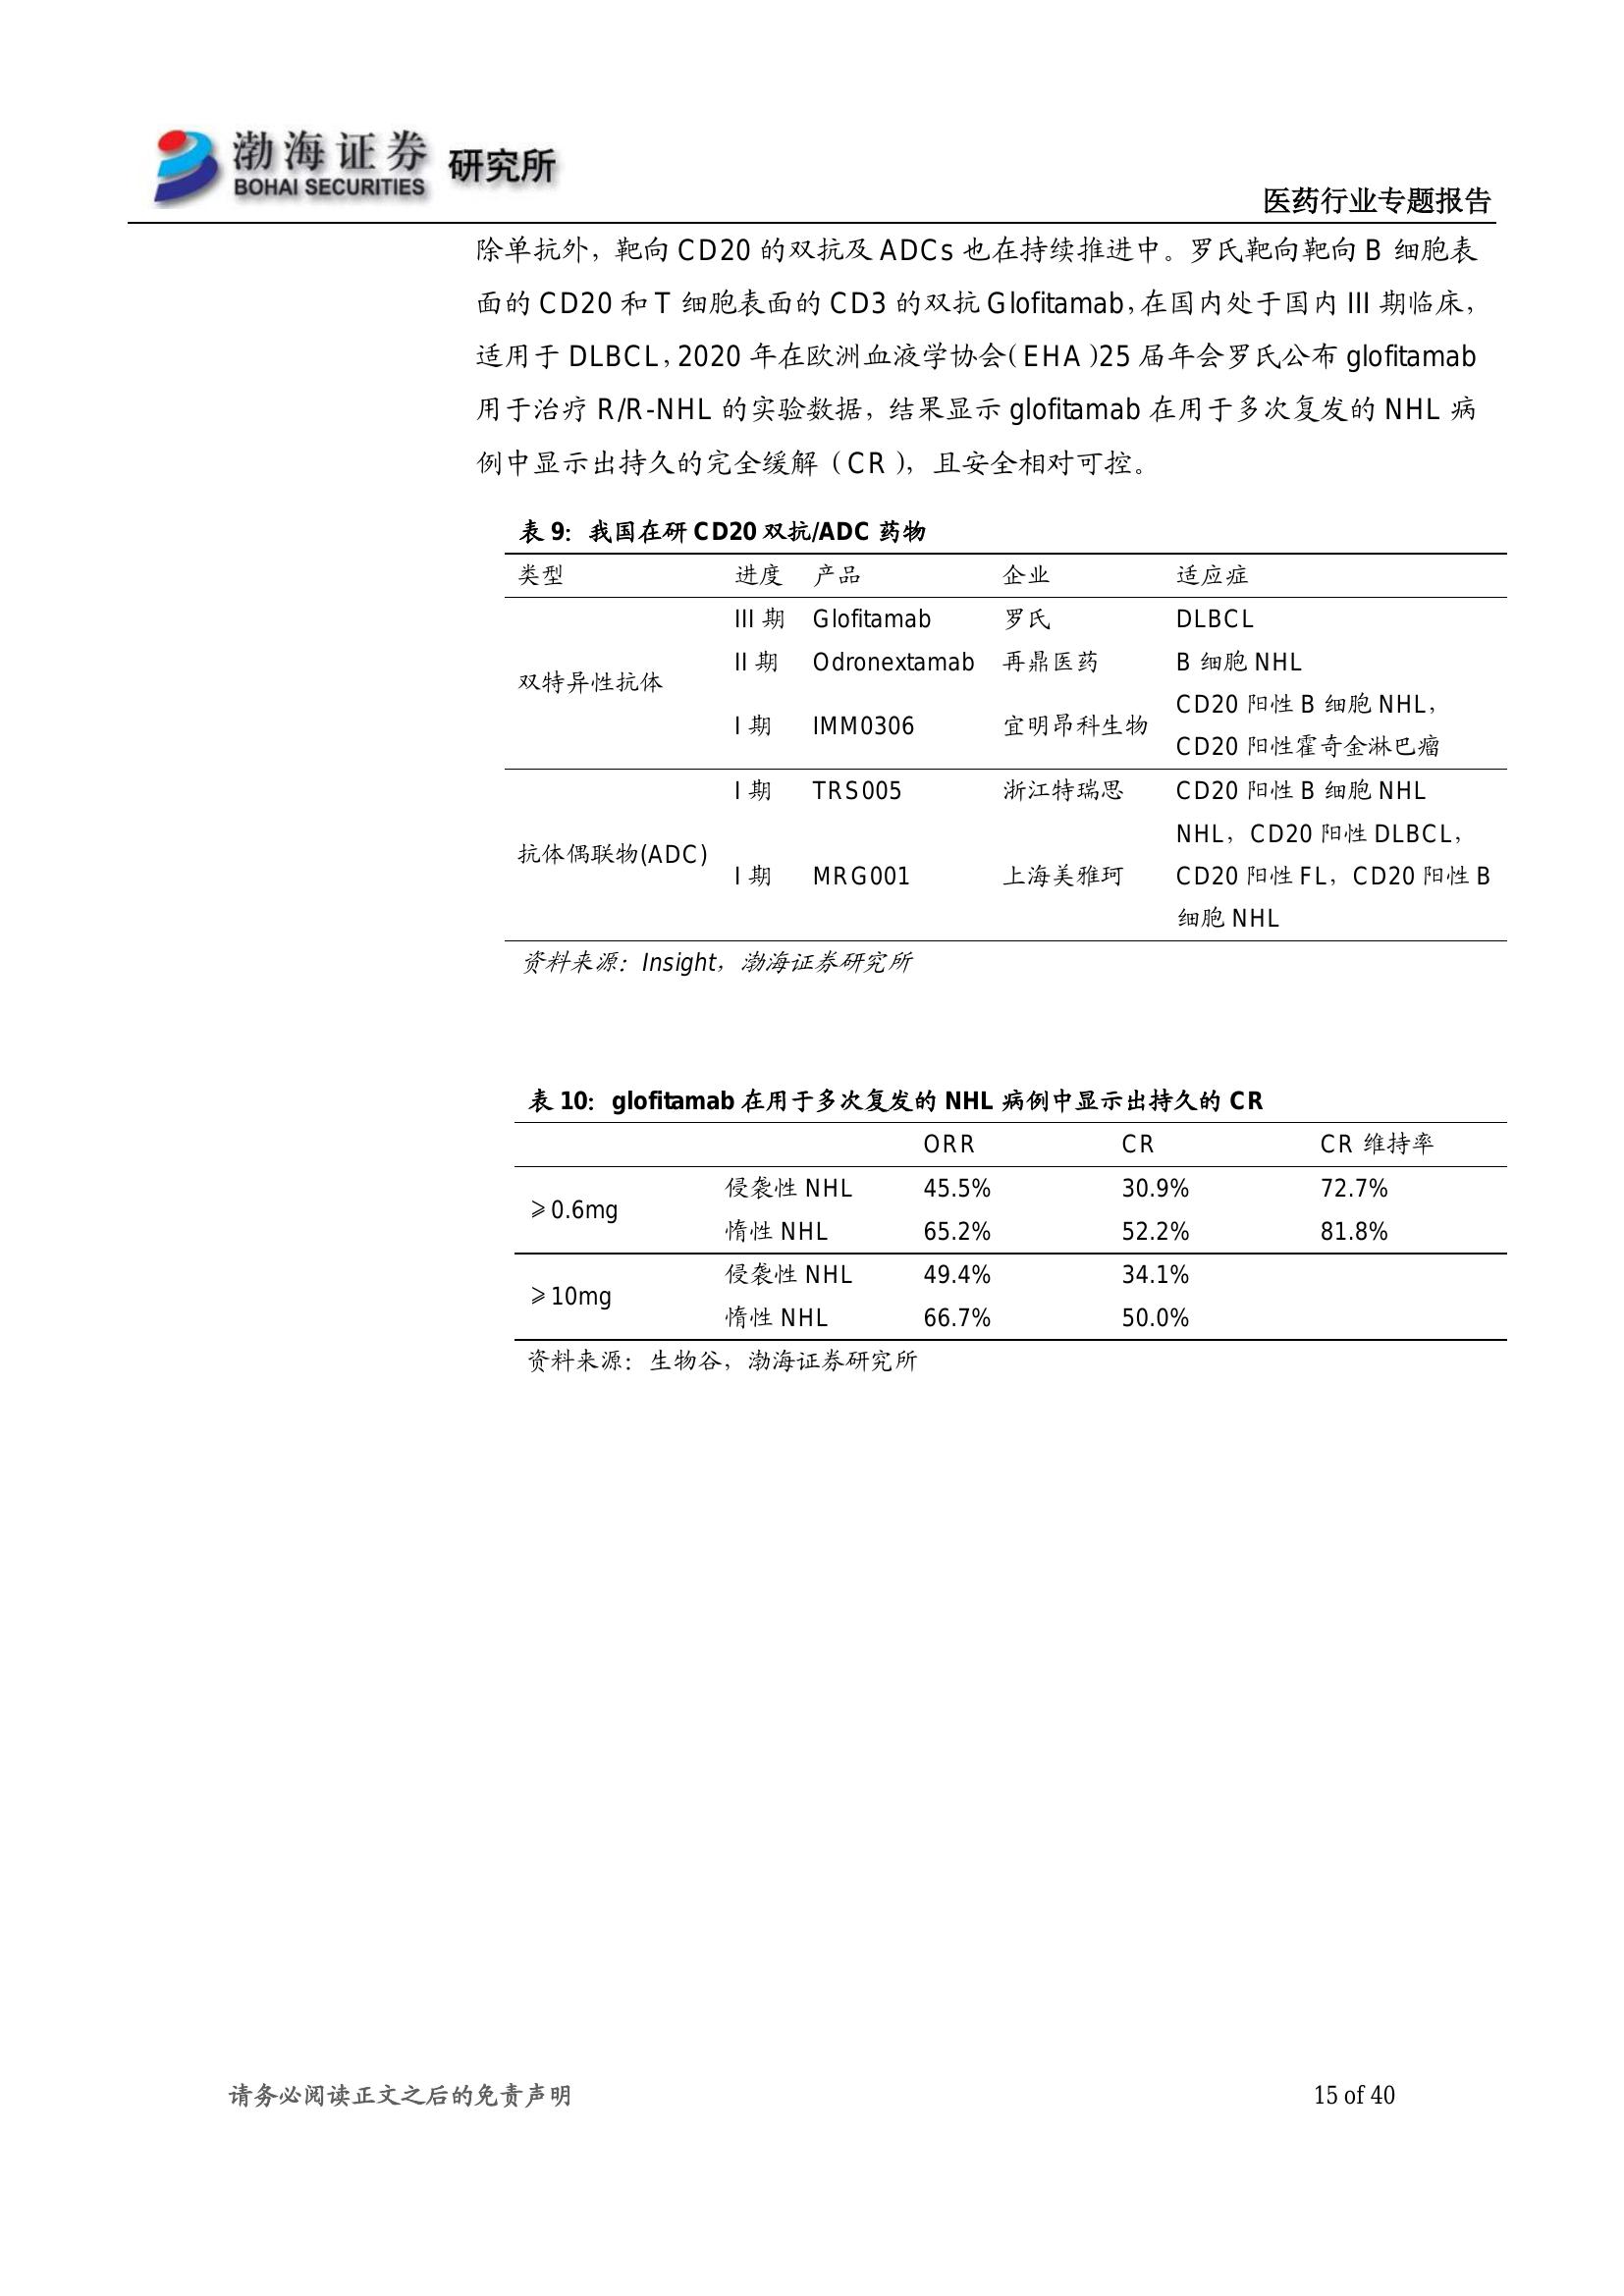 渤海证券 研究所
BOHAI SECURITIES
医药行业专题报告
除单抗外，靶向 CD20 的双抗及 ADCs 也在持续推进中。罗氏靶向靶向 B 细胞表
面的 CD20 和 T 细胞表面的 CD3 的双抗 Glofitamab，在国内处于国内 III 期临床，
适用于 DLBCL，2020 年在欧洲血液学协会（EHA）25 届年会罗氏公布 glofitamab
用于治疗 R/R-NHL 的实验数据，结果显示 glofitamab 在用于多次复发的 NHL 病
例中显示出持久的完全缓解（CR），且安全相对可控。
表 9：我国在研 CD20 双抗/ADC 药物
类型 进度 产品 企业 适应症
双特异性抗体
III 期 Glofitamab 罗氏 DLBCL
II 期 Odronextamab 再鼎医药 B 细胞 NHL
I 期 IMM0306 宜明昂科生物 CD20 阳性 B 细胞 NHL，
CD20 阳性霍奇金淋巴瘤
抗体偶联物(ADC)
I 期 TRS005 浙江特瑞思 CD20 阳性 B 细胞 NHL
I 期 MRG001 上海美雅珂 NHL，CD20 阳性 DLBCL，
CD20 阳性 FL，CD20 阳性 B
细胞 NHL
资料来源：Insight，渤海证券研究所
表 10：glofitamab 在用于多次复发的 NHL 病例中显示出持久的 CR
ORR CR CR 维持率
≥0.6mg
侵袭性 NHL 45.5% 30.9% 72.7%
惰性 NHL 65.2% 52.2% 81.8%
≥10mg
侵袭性 NHL 49.4% 34.1%
惰性 NHL 66.7% 50.0%
资料来源：生物谷，渤海证券研究所
请务必阅读正文之后的免责声明 15 of 40